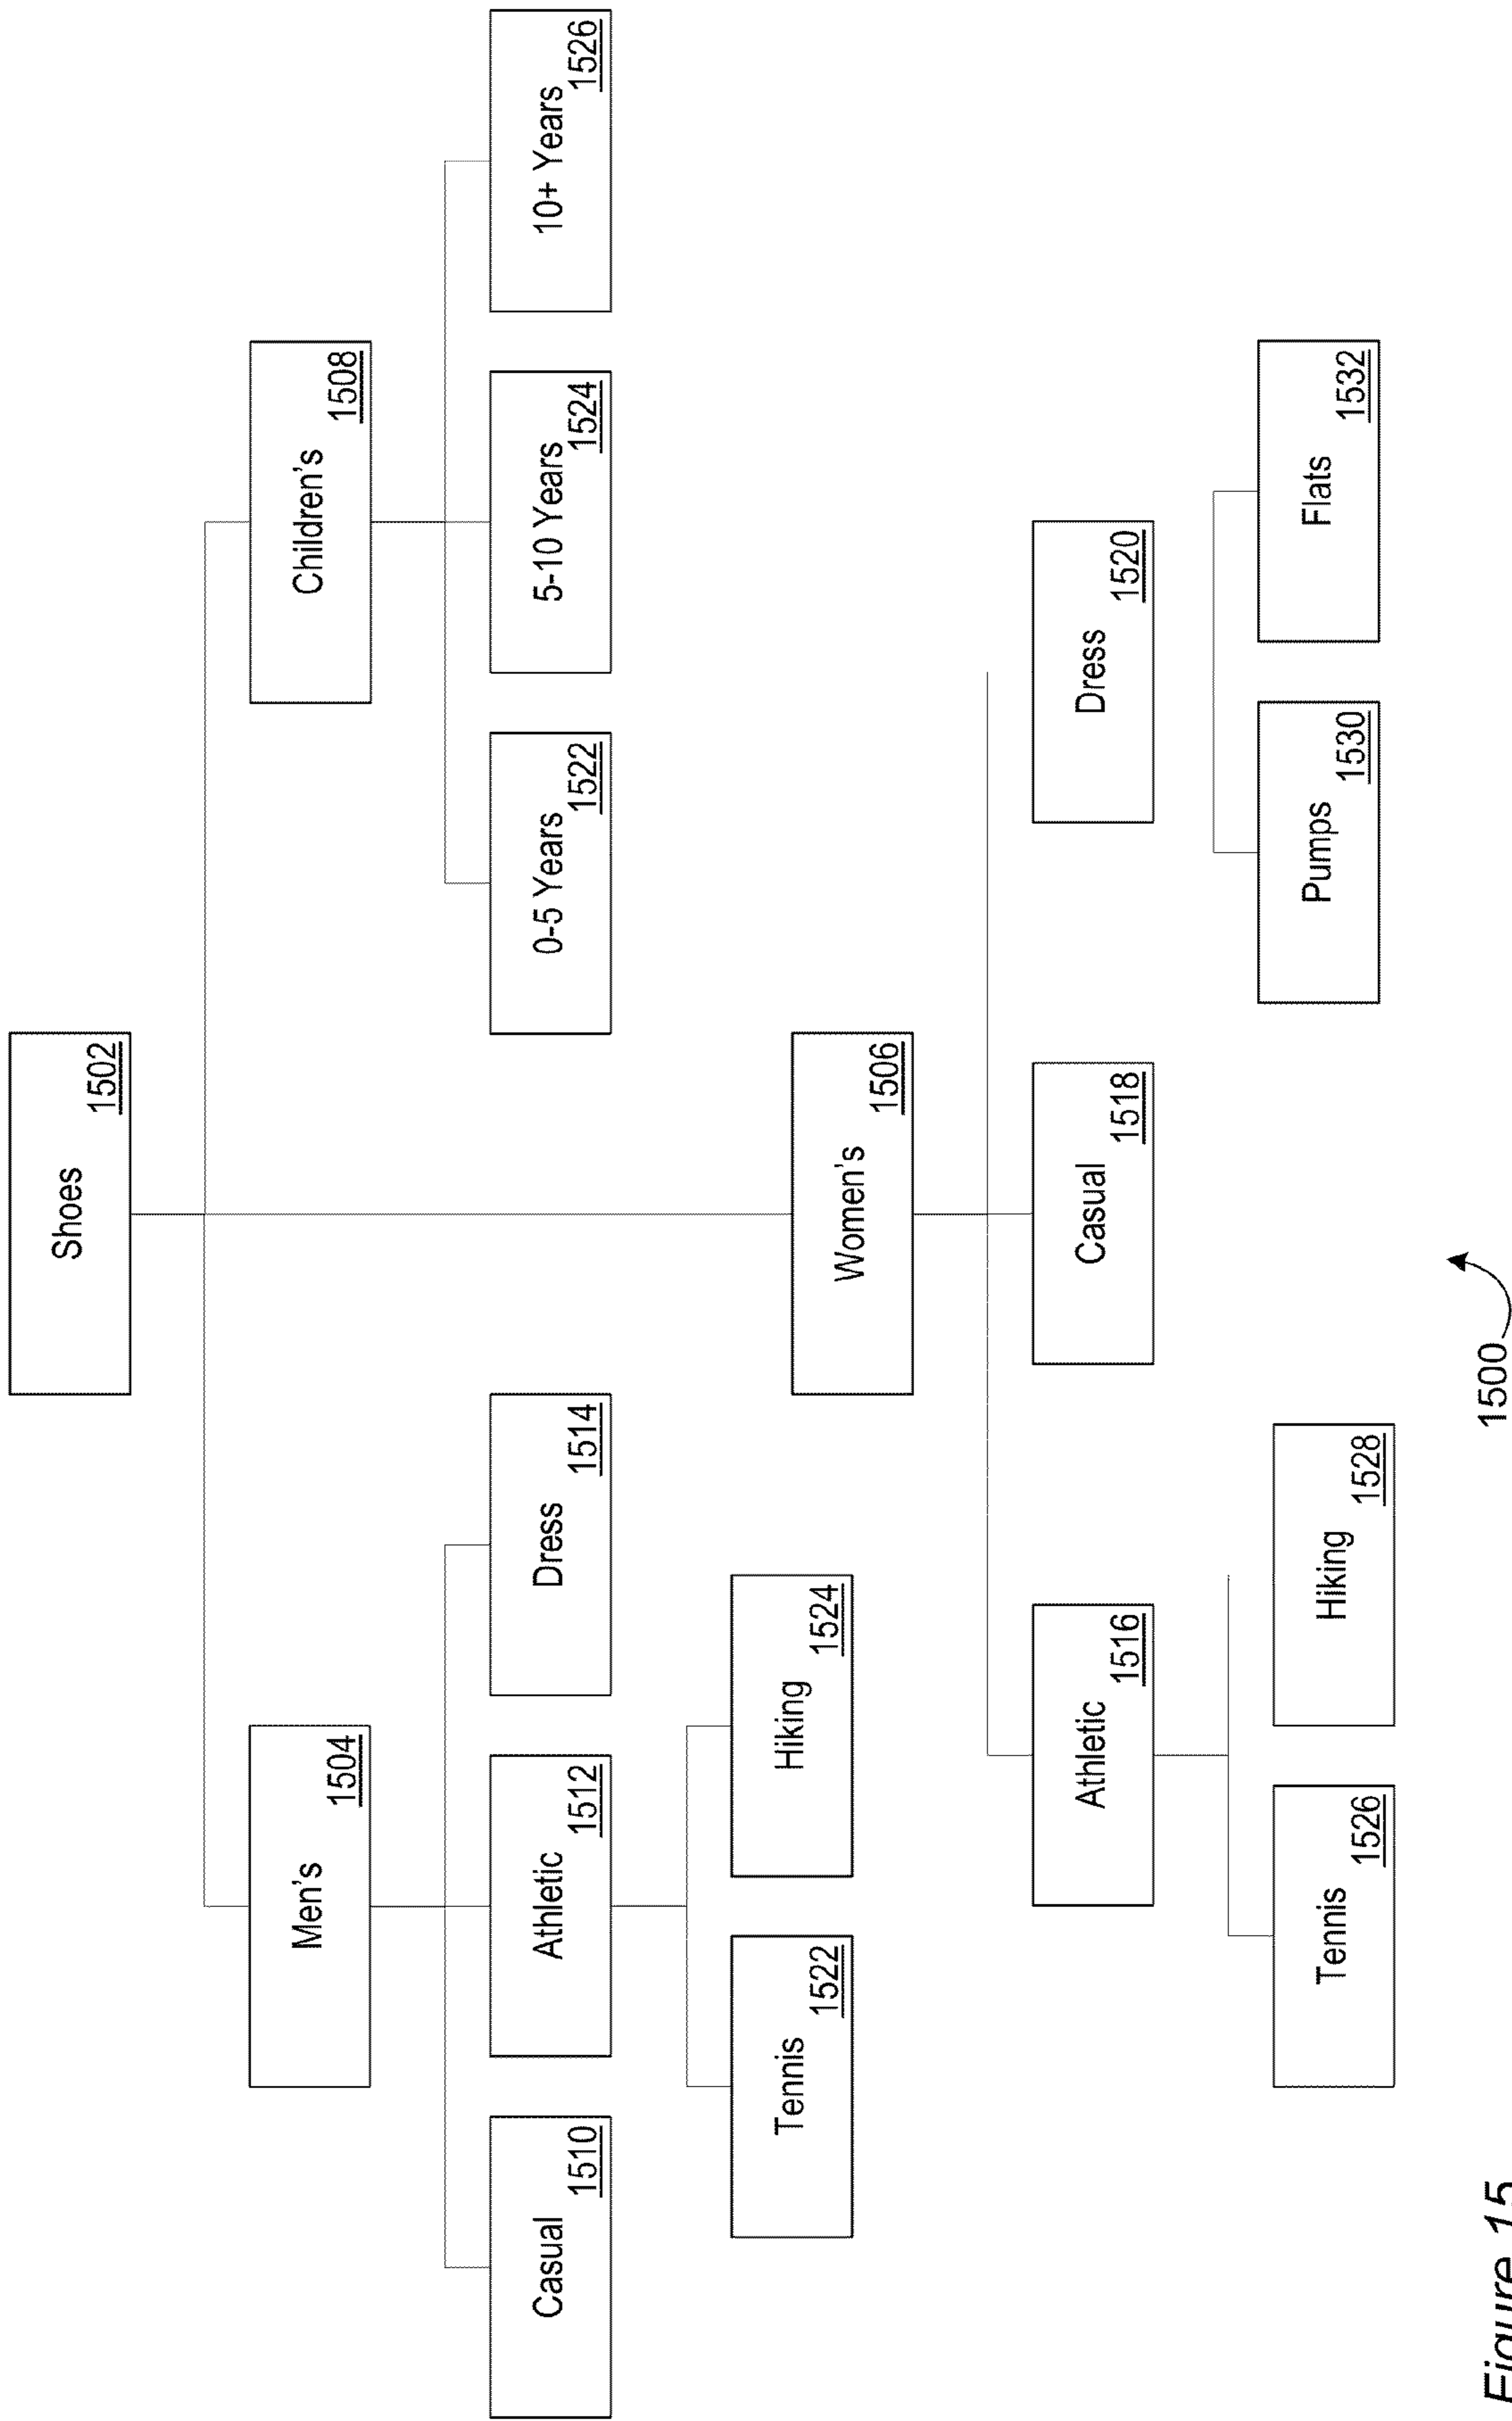 Shoes
1502
Men's
1504
Children's
1508
Casual
1510
Athletic
1512
Dress
1514
0-5 Years
1522
5-10 Years
1524
10+ Years
1526
Tennis
1522
Hiking
1524
Women's
1506
Athletic
1516
Casual
1518
Dress
1520
Tennis
1526
Hiking
1528
Pumps
1530
Flats
1532
1500
Figure 15